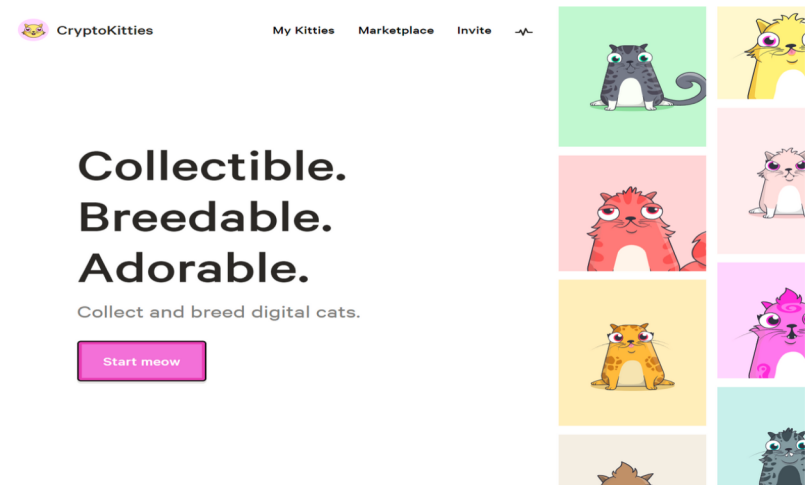 CryptoKitties
My Kitties
Marketplace
Invite
Collectible.
Breedable.
Adorable.
Collect and breed digital cats.
Start meow